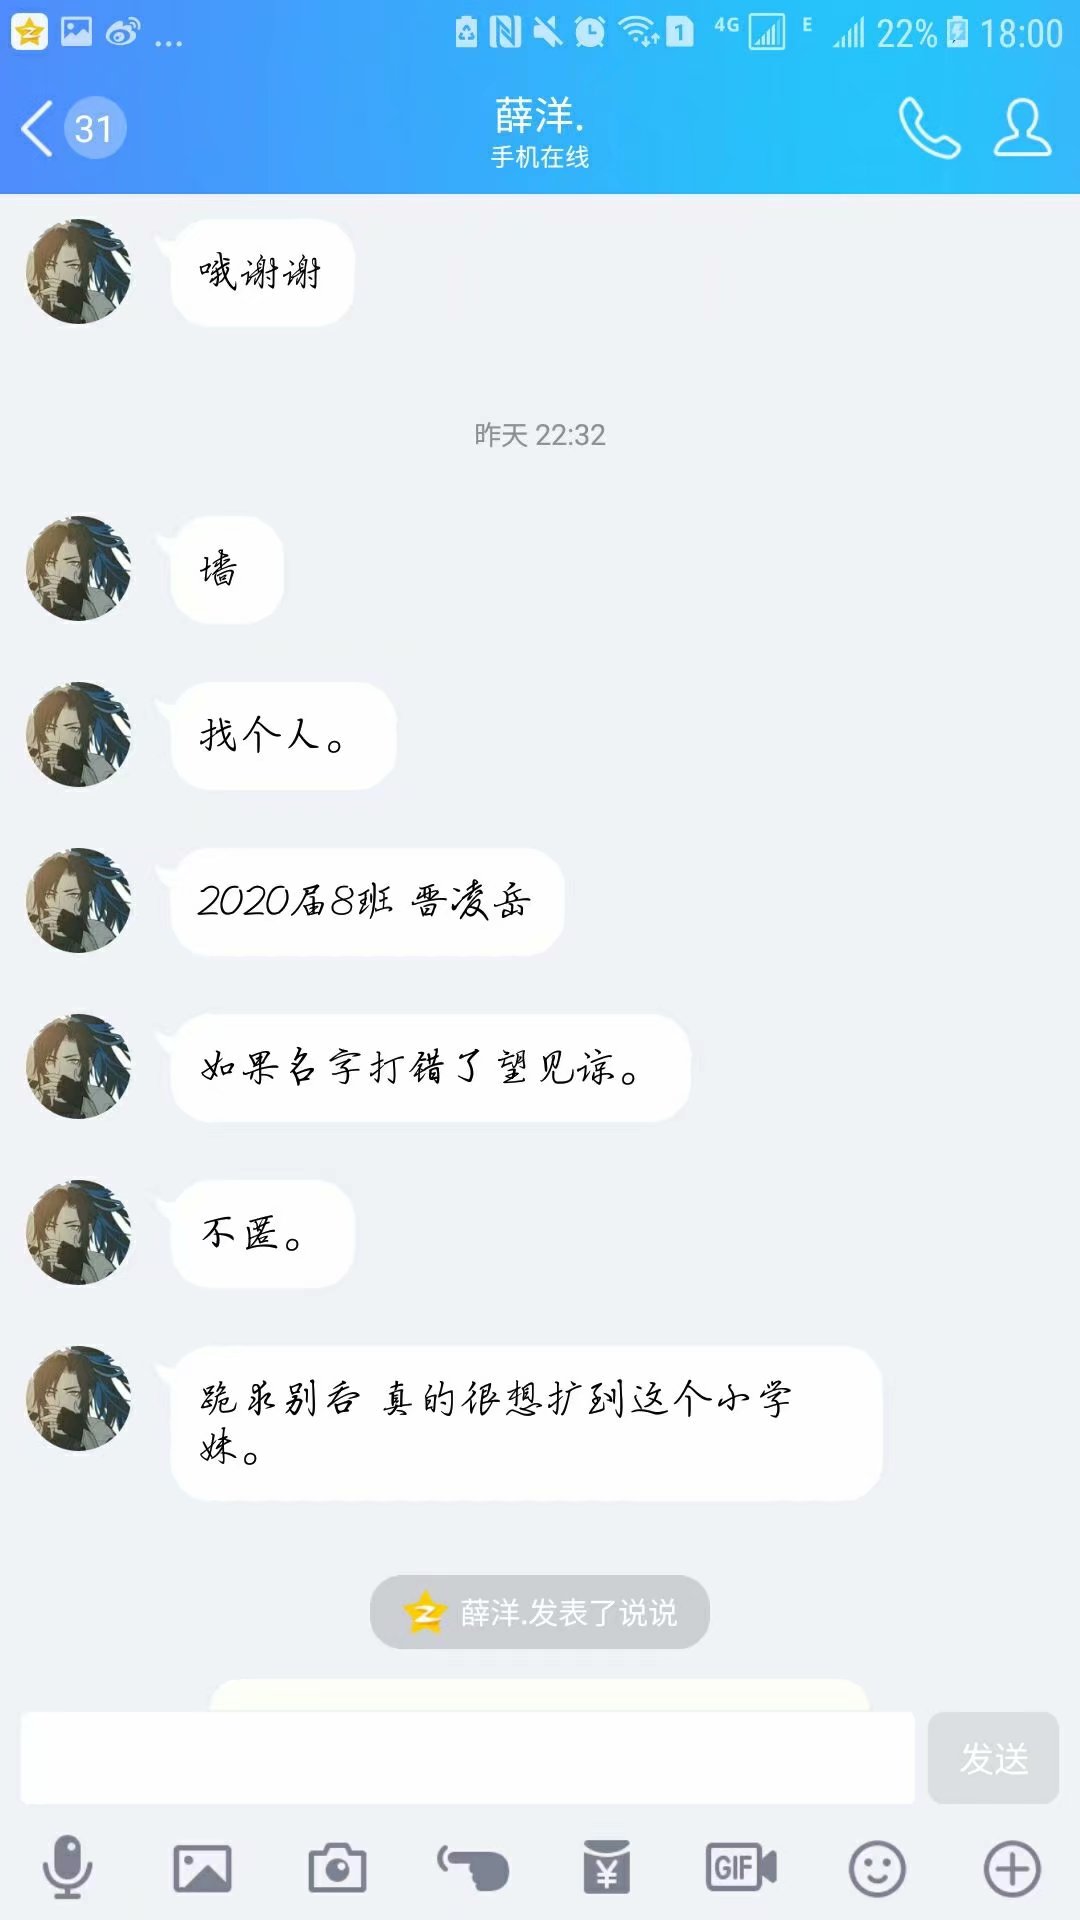 ... 4G E 22% 18:00
31
薛洋.
手机在线
哦谢谢
昨天 22:32
墙
找个人。
2020届8班 晋凌岳
如果名字打错了望见谅。
不匿。
跪求别吞 真的很想扩到这个小学
妹。
薛洋.发表了说说
发送
GIF